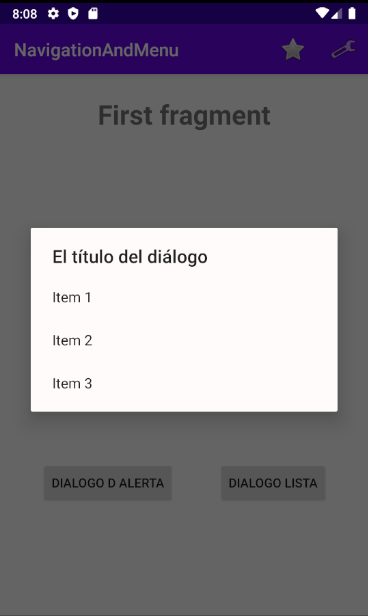 8:08
NavigationAndMenu
First fragment
El título del diálogo
Item 1
Item 2
Item 3
DIALOGO D ALERTA
DIALOGO LISTA